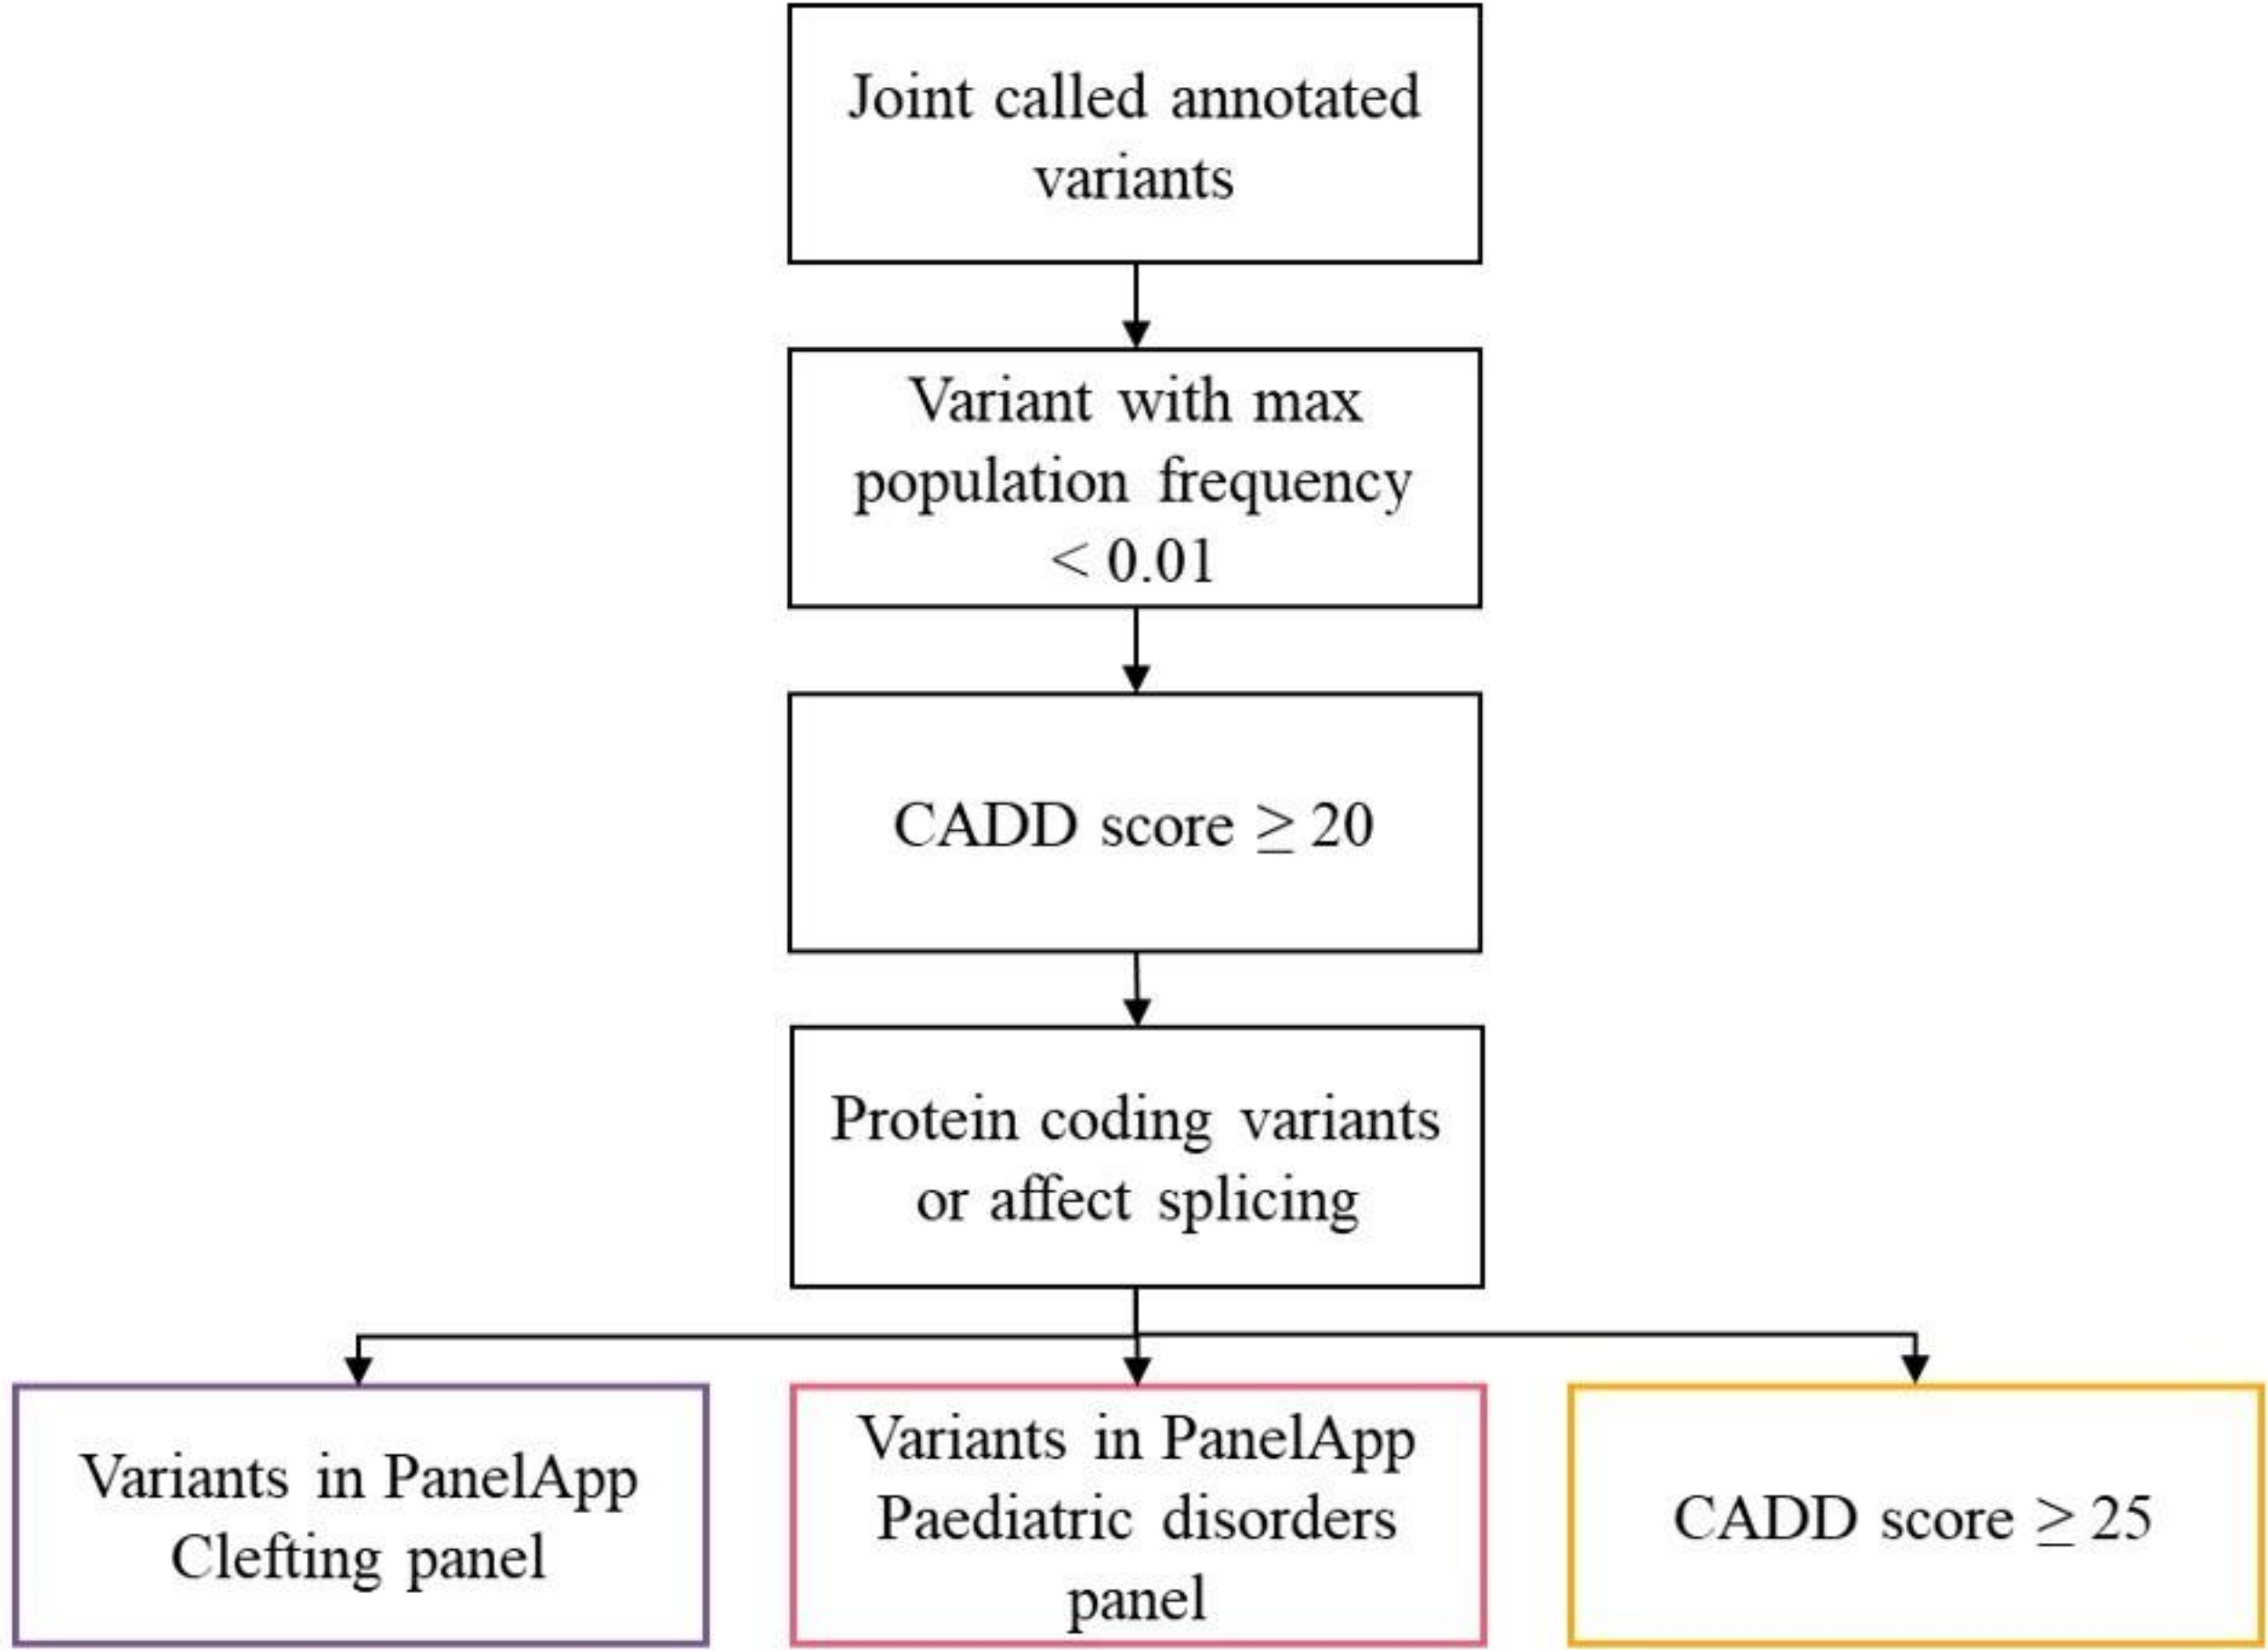 Joint called annotated
variants
Variant with max
population frequency
< 0.01
CADD score ≥ 20
Protein coding variants
or affect splicing
Variants in PanelApp
Clefting panel
Variants in PanelApp
Paediatric disorders
panel
CADD score ≥ 25